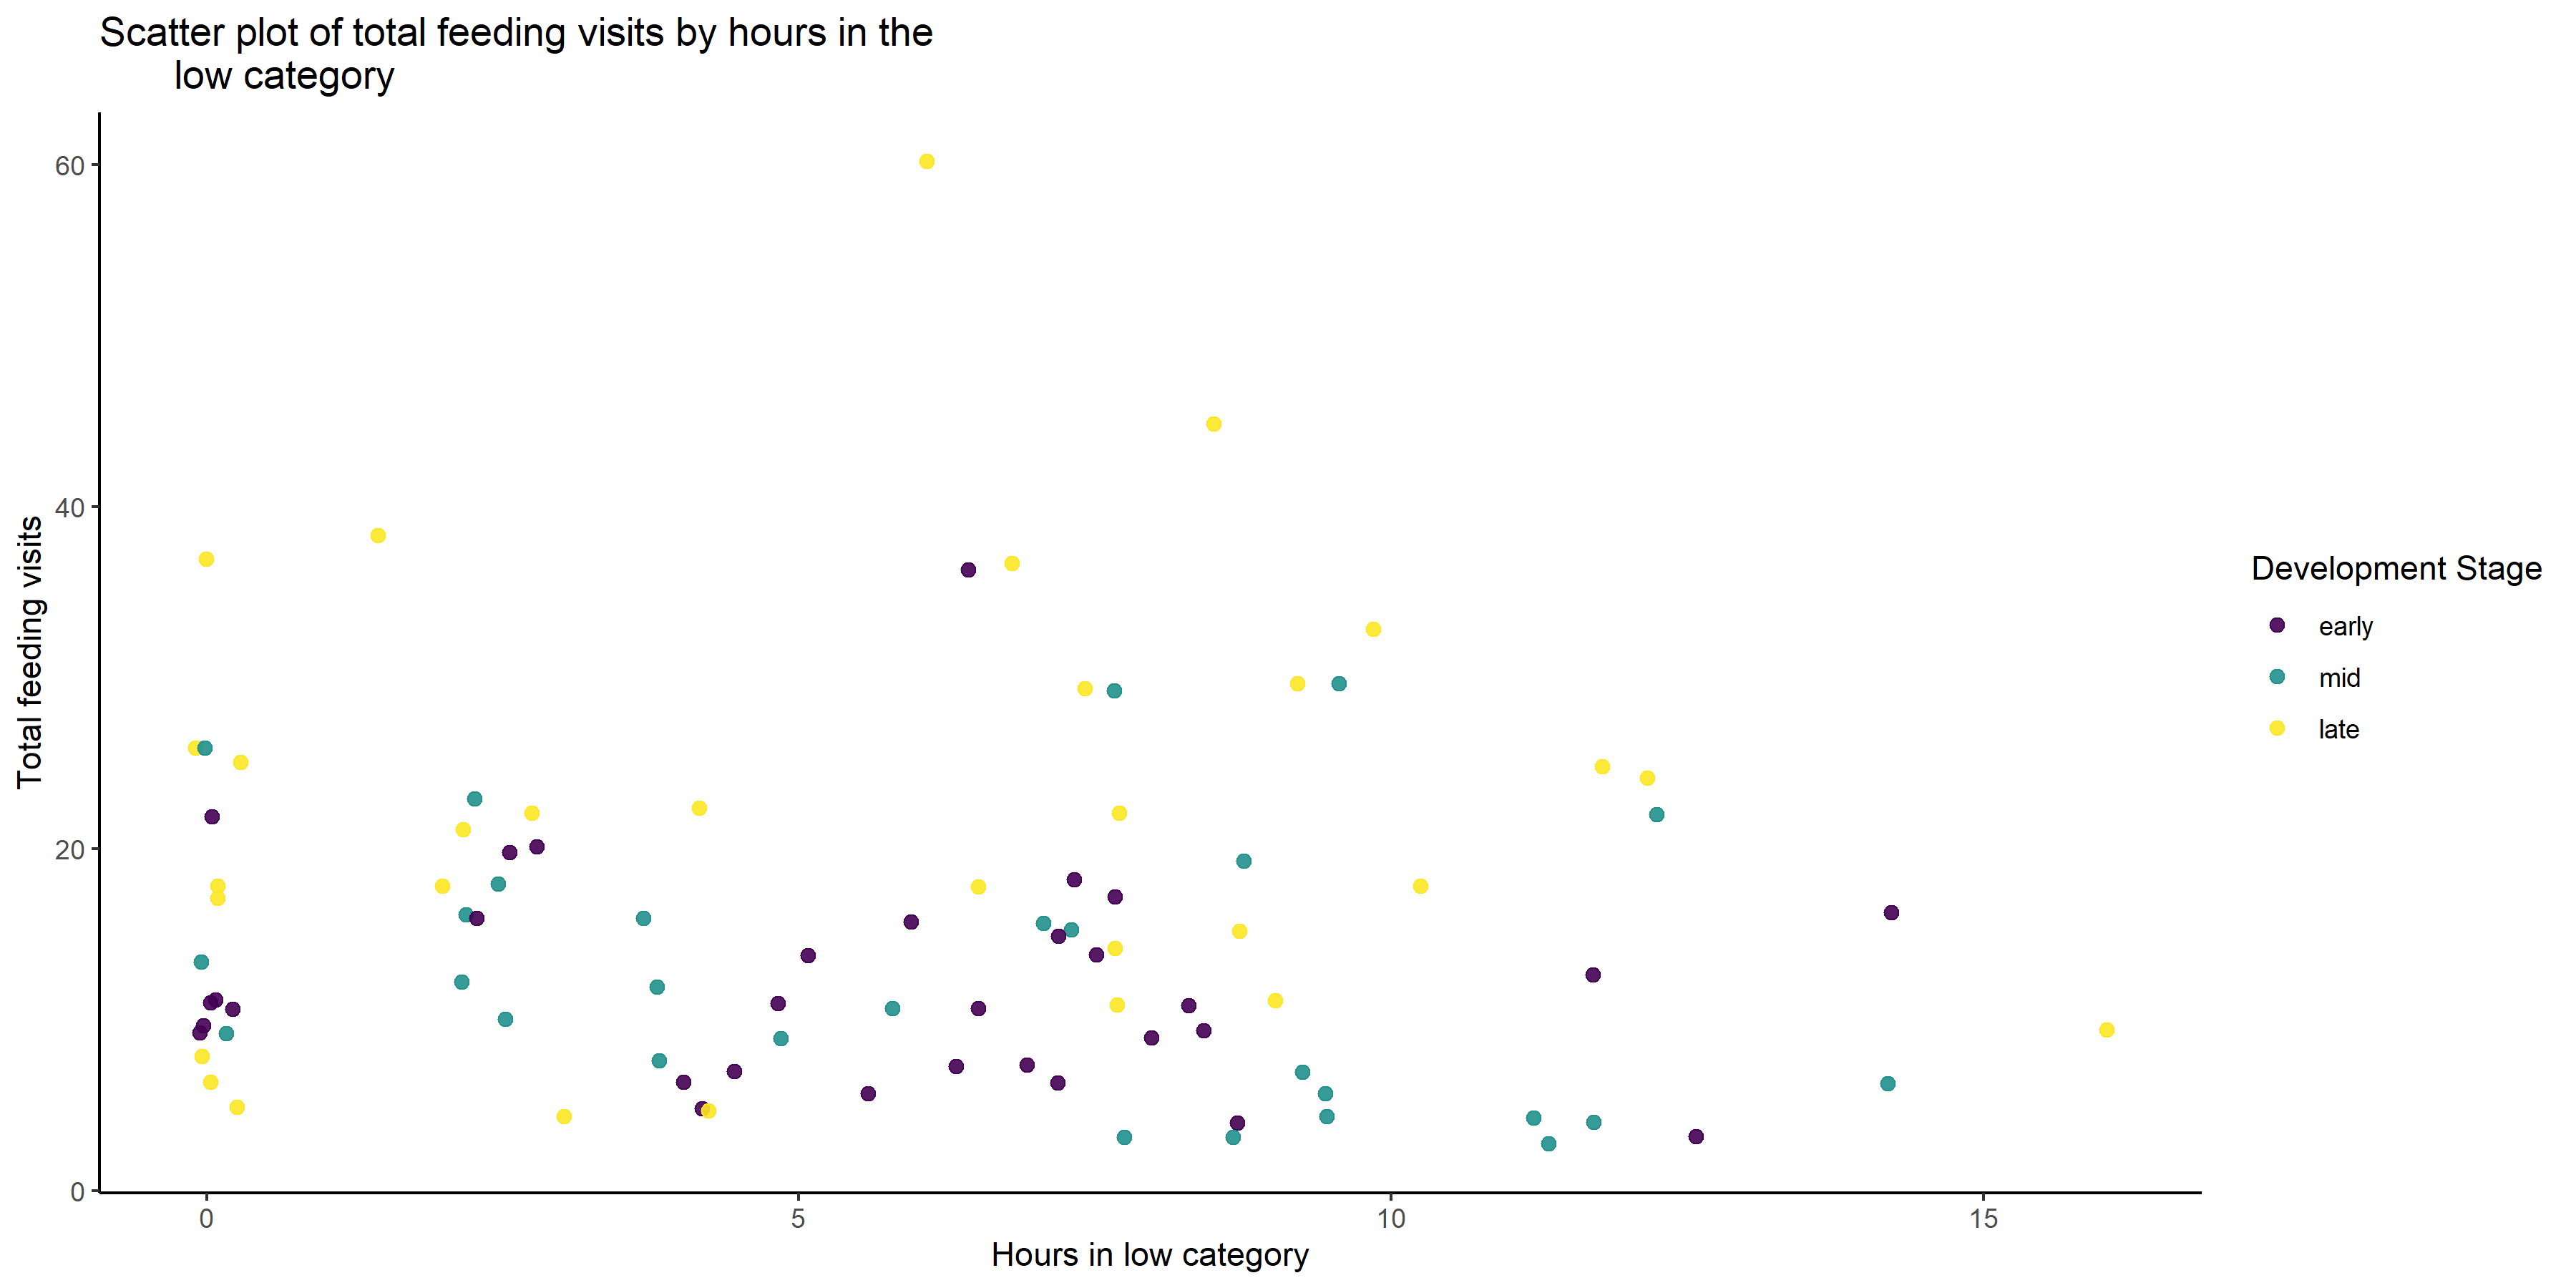 Scatter plot of total feeding visits by hours in the
low category
60
40
20
0
Total feeding visits
0 5 10 15
Hours in low category
Development Stage
early
mid
late